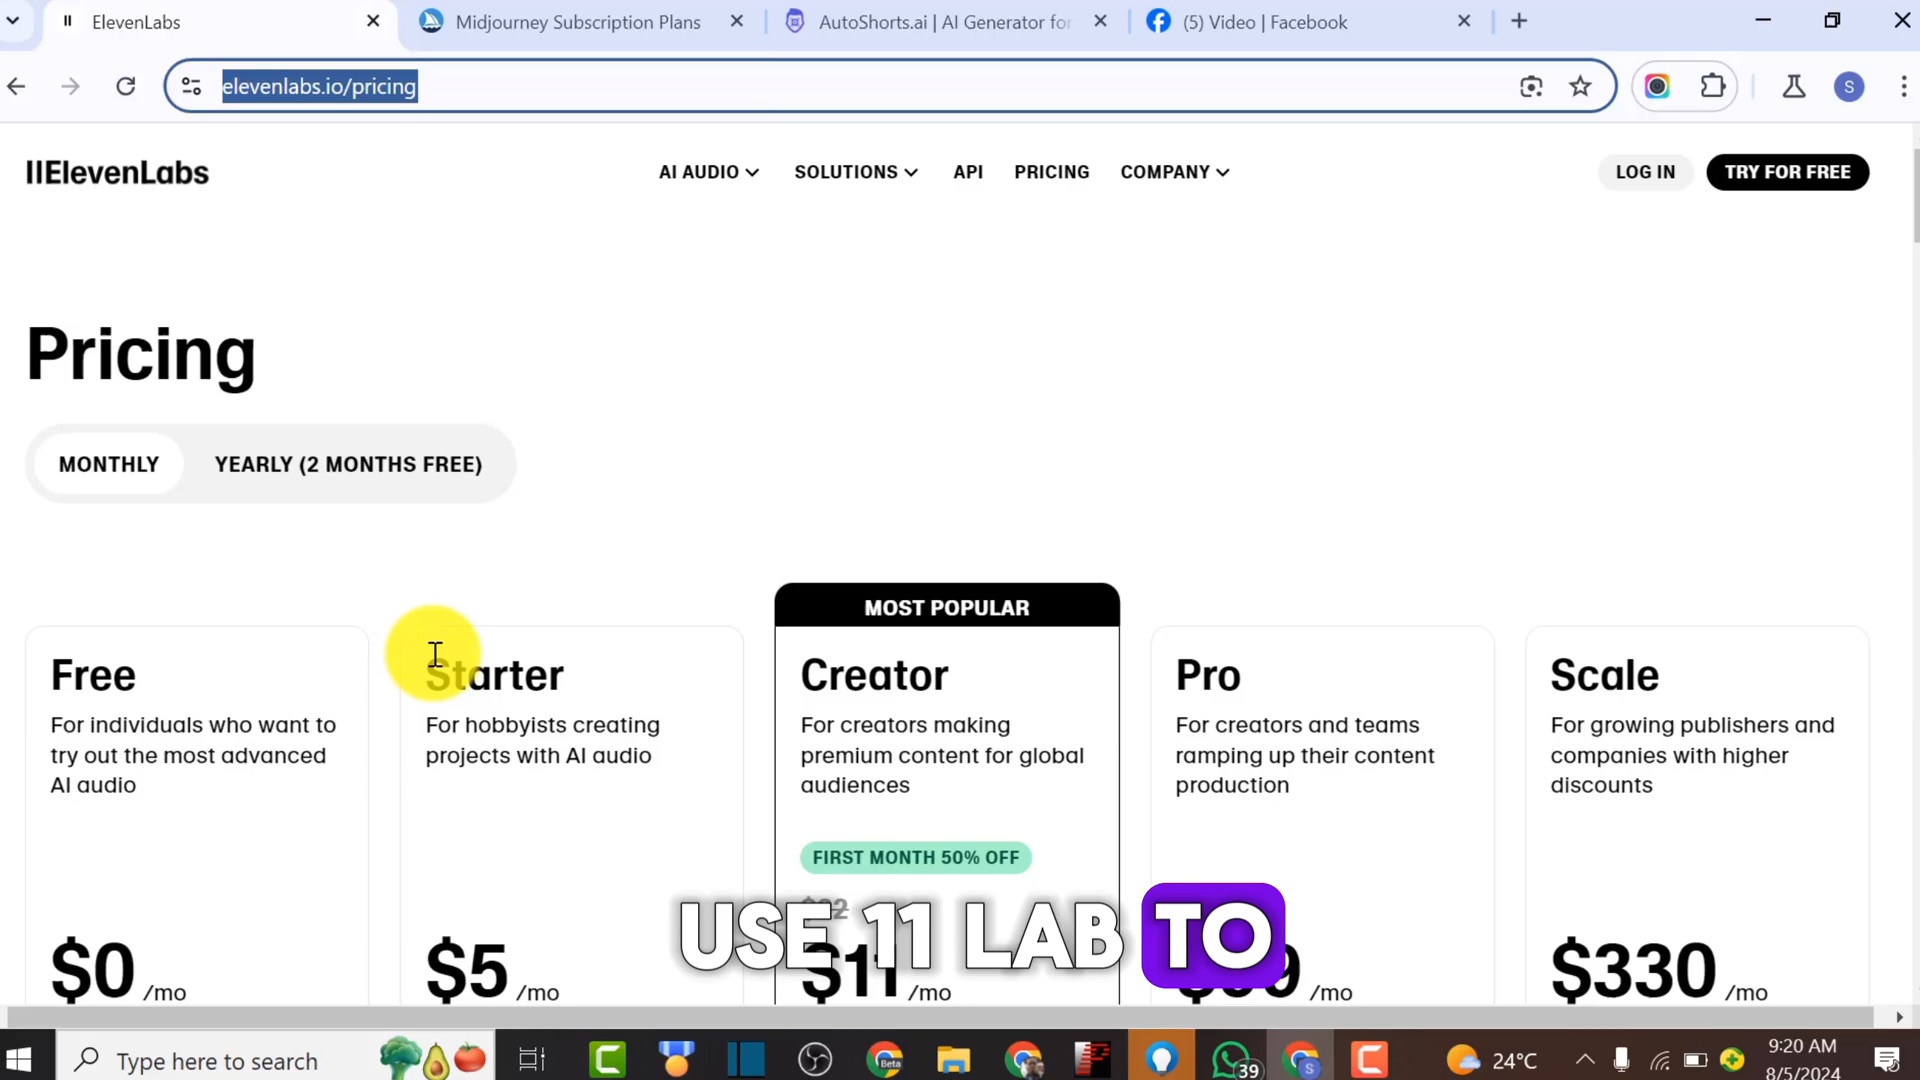 ElevenLabs
Midjourney Subscription Plans
AutoShorts.ai | AI Generator for
(5) Video | Facebook
elevenlabs.io/pricing
S
IIElevenLabs
AI AUDIO
SOLUTIONS
API
PRICING
COMPANY
LOG IN
TRY FOR FREE
Pricing
MONTHLY
YEARLY (2 MONTHS FREE)
MOST POPULAR
Free
For individuals who want to
try out the most advanced
AI audio
$0 /mo
Starter
For hobbyists creating
projects with AI audio
$5 /mo
Creator
For creators making
premium content for global
audiences
FIRST MONTH 50% OFF
$11 /mo
Pro
For creators and teams
ramping up their content
production
/mo
Scale
For growing publishers and
companies with higher
discounts
$330 /mo
USE 11 LAB TO
Type here to search
Beta
39
S
24°C
9:20 AM
8/5/2024